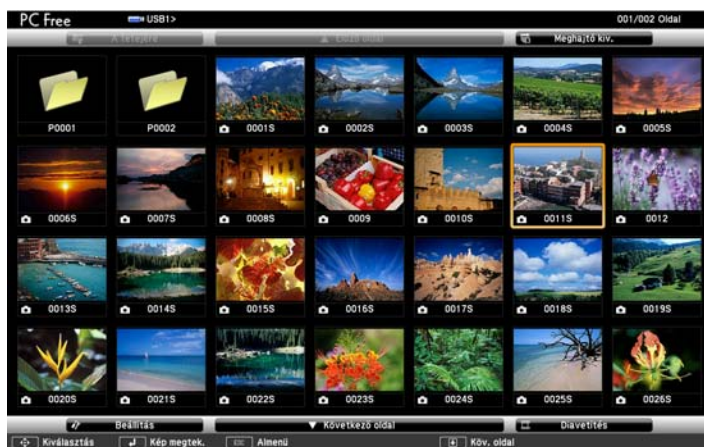 PC Free USB1> 001/002 Oldal
A tetejére Előző oldal Meghajtó kiv.
P0001 P0002 0001S 0002S 0003S 0004S 0005S
0006S 0007S 0008S 0009 0010S 0011S 0012
0013S 0014S 0015S 0016S 0017S 0018S 0019S
0020S 0021S 0022S 0023S 0024S 0025S 0026S
Beállítás Következő oldal Diavetítés
Kiválasztás Kép megtek. ESC Almenü Köv. oldal